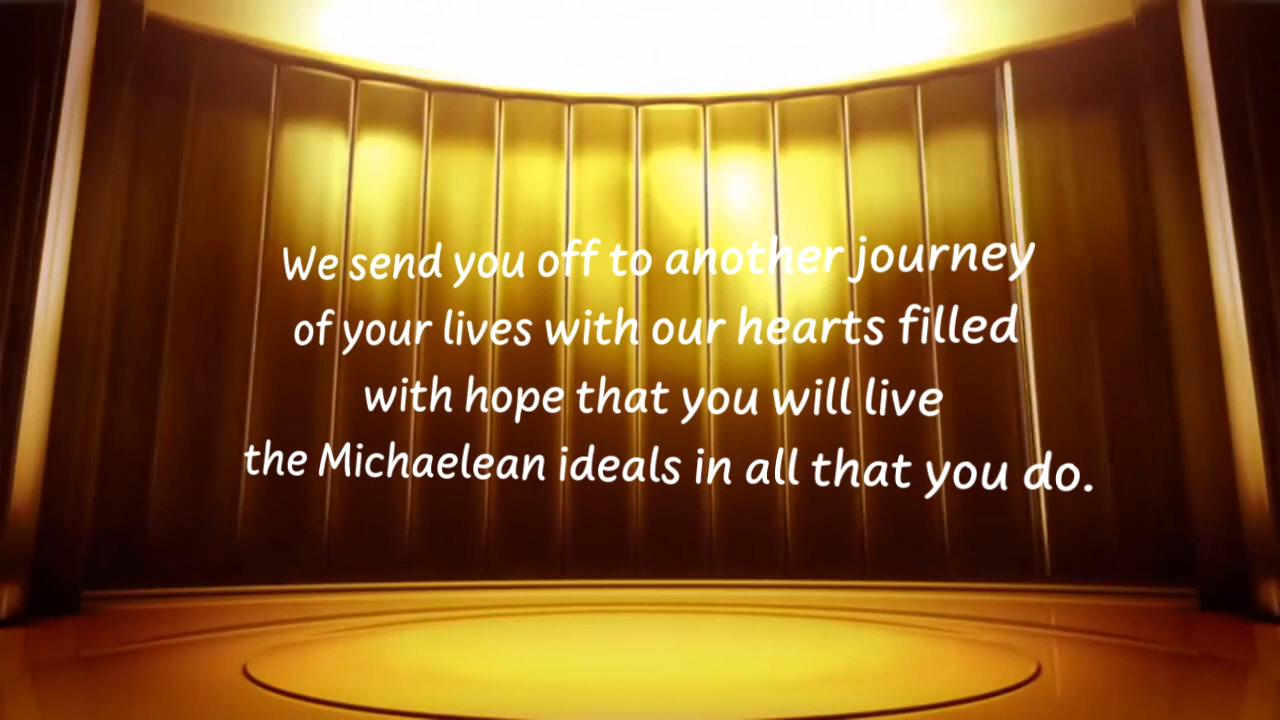 We send you off to another journey
of your lives with our hearts filled
with hope that you will live
the Michaelean ideals in all that you do.